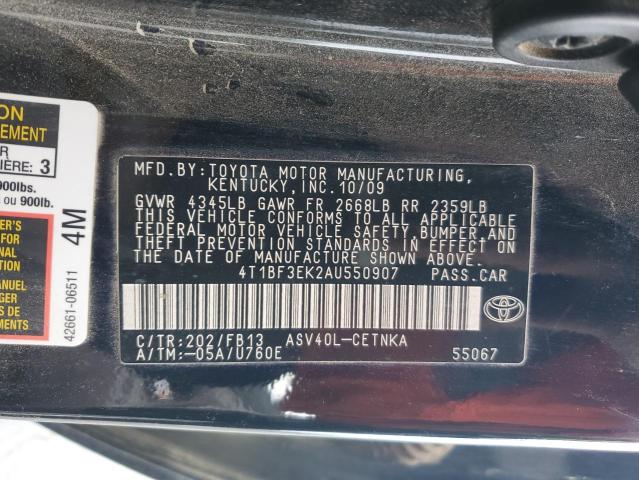 ON
EMENT
R
IÈRE: 3
900lbs.
ou 900lbs.
4M
42661-06511
MFD.BY:TOYOTA MOTOR MANUFACTURING,
KENTUCKY,INC.10/09
GVWR 4345LB GAWR FR 2668LB RR 2359LB
THIS VEHICLE CONFORMS TO ALL APPLICABLE
FEDERAL MOTOR VEHICLE SAFETY,BUMPER,AND
THEFT PREVENTION STANDARDS IN EFFECT ON
THE DATE OF MANUFACTURE SHOWN ABOVE.
4T1BF3EK2AU550907 PASS.CAR
C/TR:202/FB13 ASV40L-CETNKA
A/TM:-05A/U760E 55067